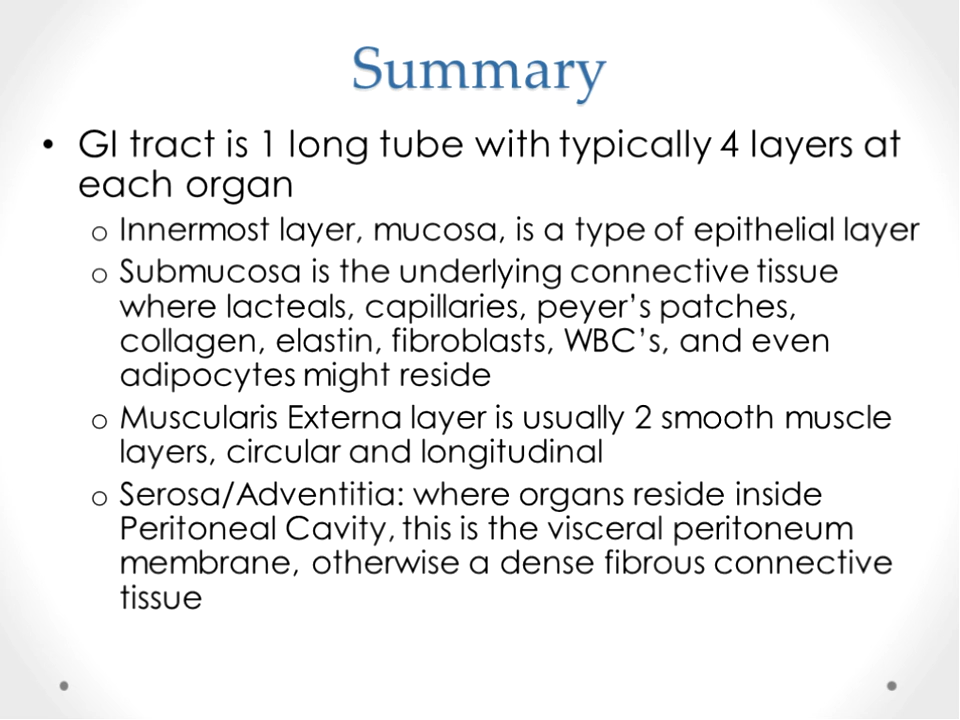 Summary
• GI tract is 1 long tube with typically 4 layers at
each organ
o Innermost layer, mucosa, is a type of epithelial layer
o Submucosa is the underlying connective tissue
where lacteals, capillaries, peyer’s patches,
collagen, elastin, fibroblasts, WBC’s, and even
adipocytes might reside
o Muscularis Externa layer is usually 2 smooth muscle
layers, circular and longitudinal
o Serosa/Adventitia: where organs reside inside
Peritoneal Cavity, this is the visceral peritoneum
membrane, otherwise a dense fibrous connective
tissue